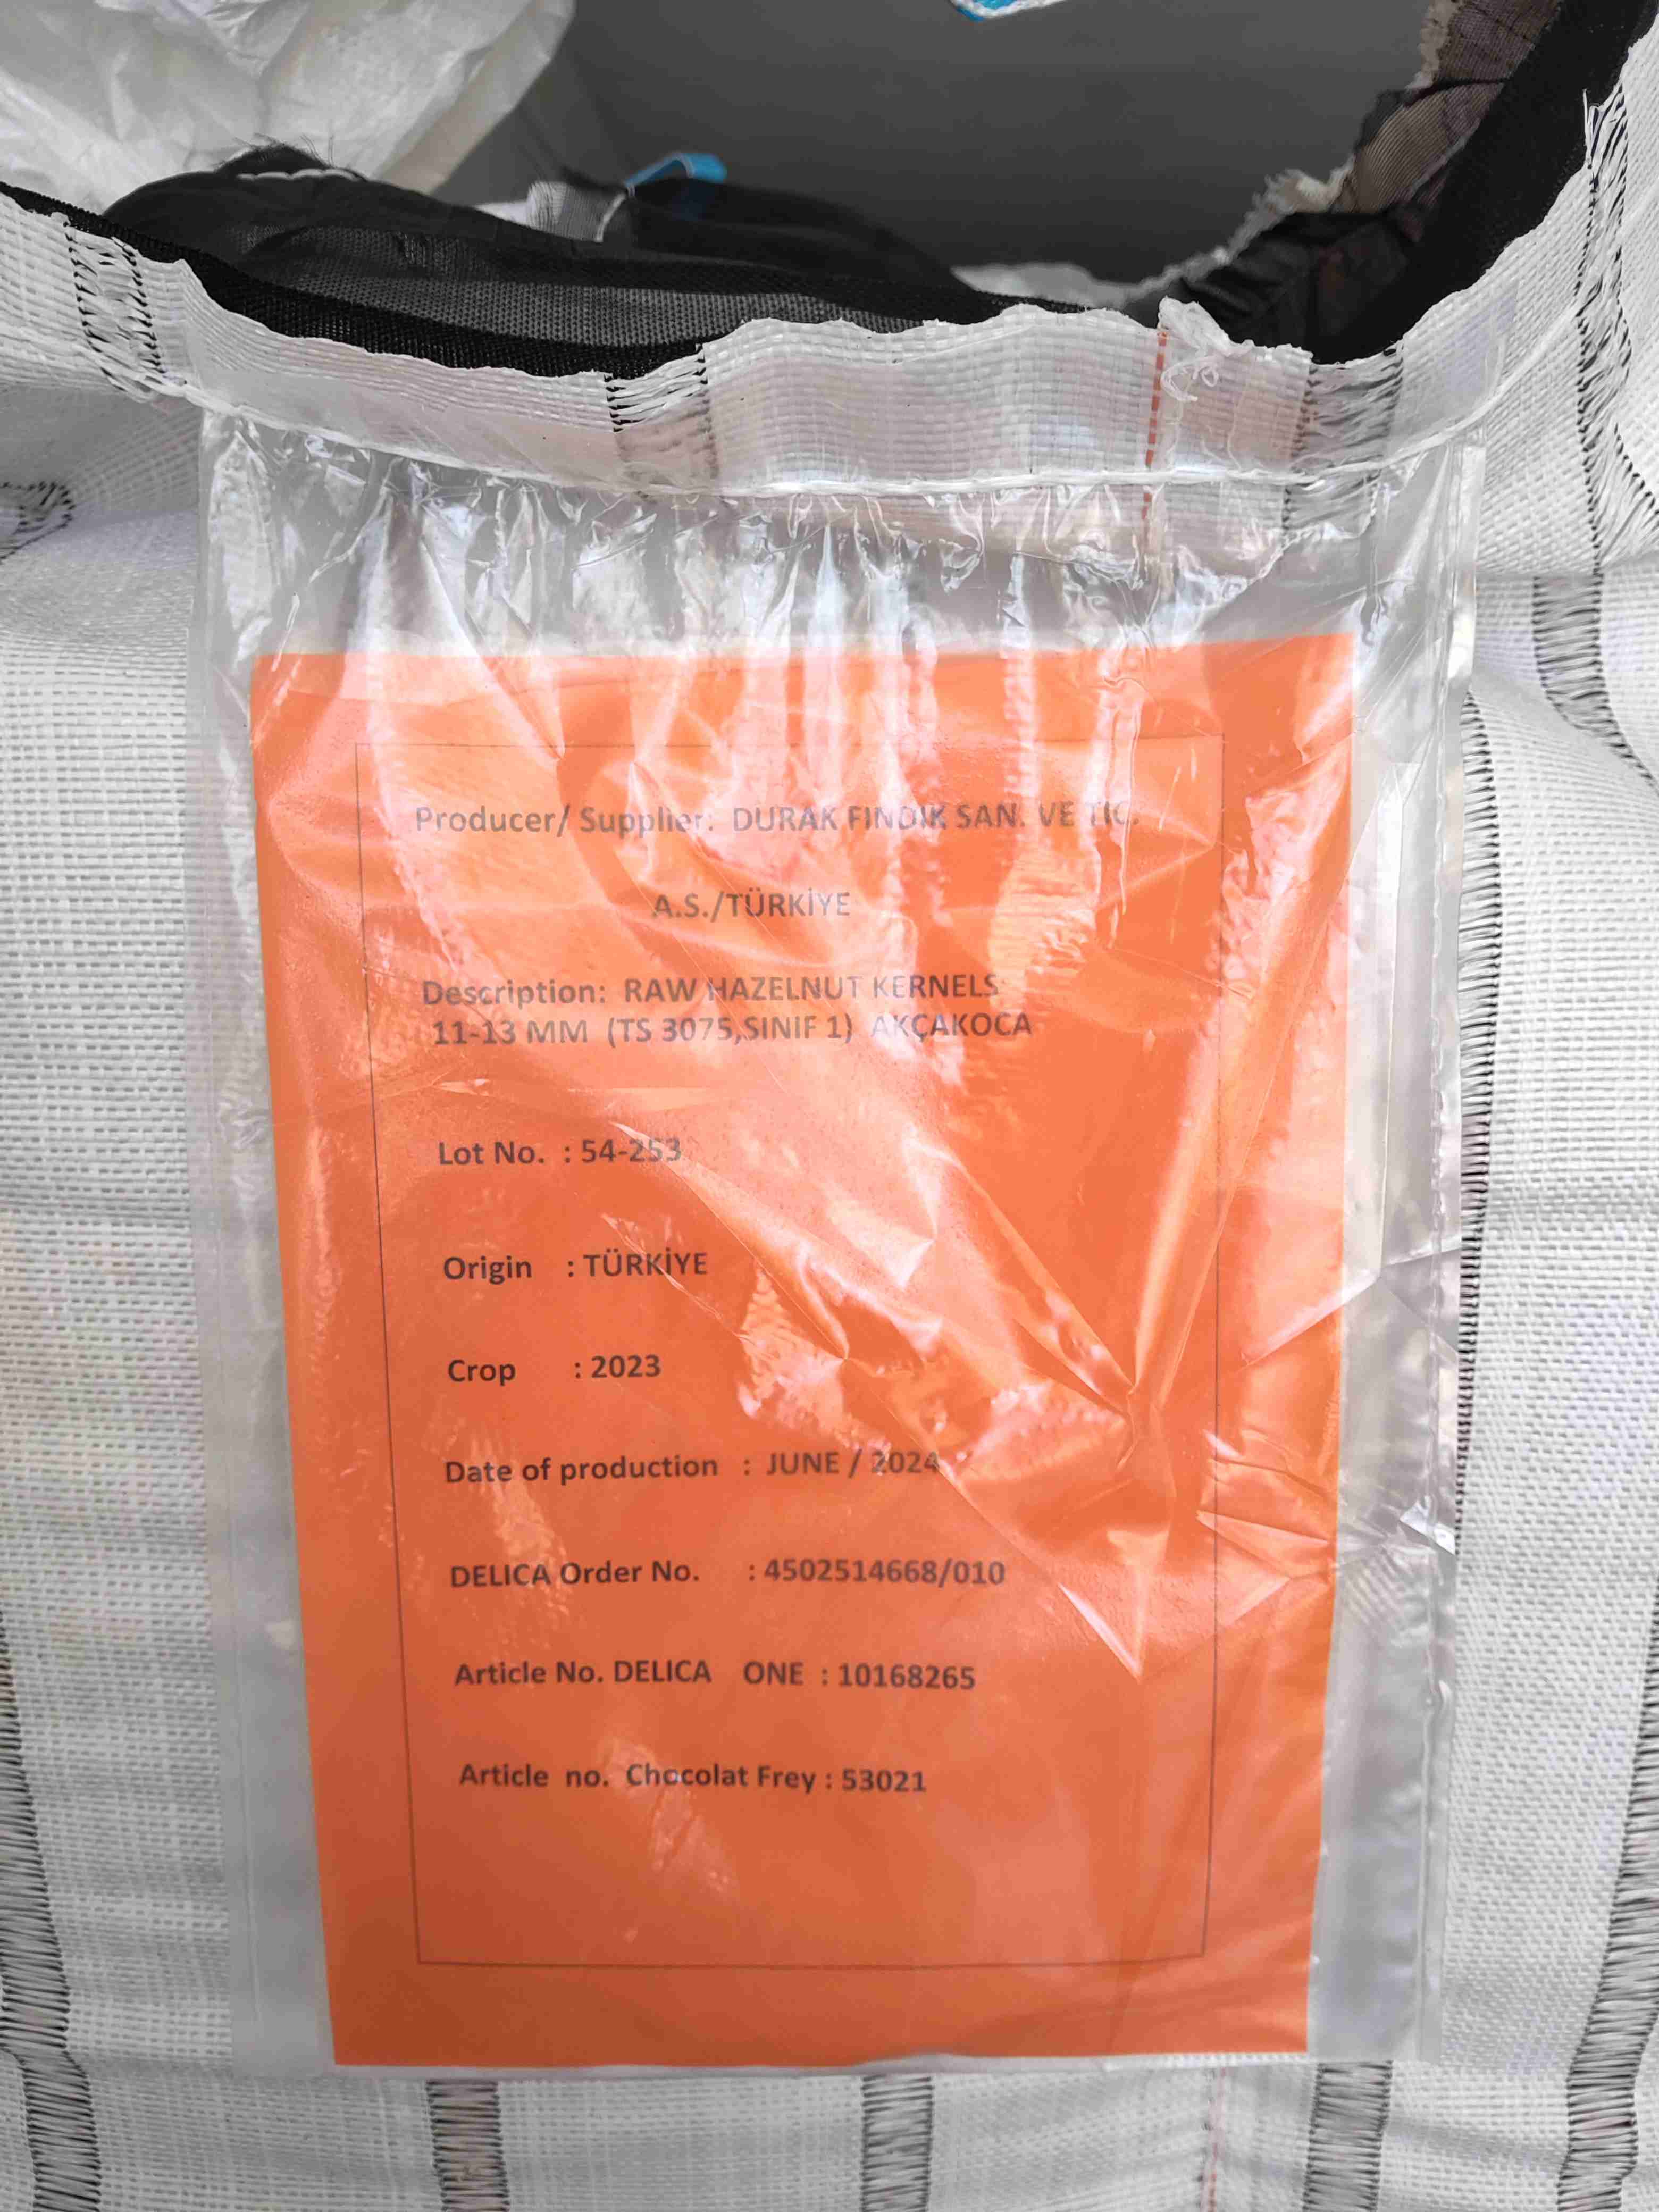 Producer/ Supplier: DURAK FINDIK SAN. VE TIC.
A.S./TÜRKİYE
Description: RAW HAZELNUT KERNELS
11-13 MM (TS 3075,SINIF 1) AKÇAKOCA
Lot No. : 54-253
Origin : TÜRKİYE
Crop : 2023
Date of production : JUNE / 2024
DELICA Order No. : 4502514668/010
Article No. DELICA ONE : 10168265
Article no. Chocolat Frey : 53021